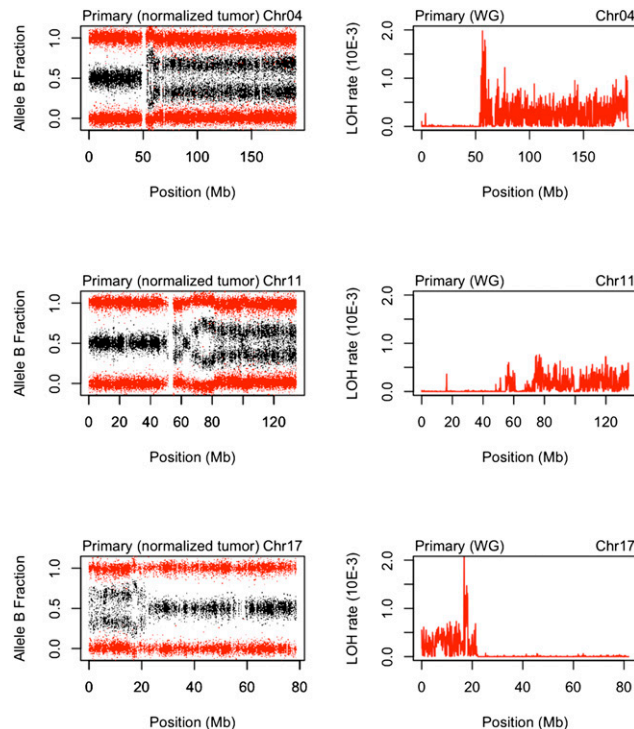 Primary (normalized tumor) Chr04
Allele B Fraction
1.0
0.5
0.0
0 50 100 150
Position (Mb)
Primary (WG) Chr04
LOH rate (10E-3)
2.0
1.0
0.0
0 50 100 150
Position (Mb)
Primary (normalized tumor) Chr11
Allele B Fraction
1.0
0.5
0.0
0 20 40 60 80 120
Position (Mb)
Primary (WG) Chr11
LOH rate (10E-3)
2.0
1.0
0.0
0 20 40 60 80 120
Position (Mb)
Primary (normalized tumor) Chr17
Allele B Fraction
1.0
0.5
0.0
0 20 40 60 80
Position (Mb)
Primary (WG) Chr17
LOH rate (10E-3)
2.0
1.0
0.0
0 20 40 60 80
Position (Mb)